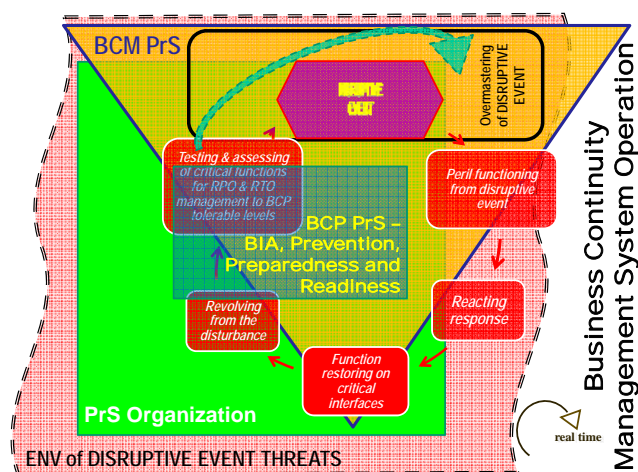 BCM PrS
DISRUPTIVE
EVENT
Overmastering
of DISRUPTIVE
EVENT
Testing & assessing
of critical functions
for RPO & RTO
management to BCP
tolerable levels
Peril functioning
from disruptive
event
BCP PrS –
BIA, Prevention,
Preparedness and
Readiness
Reacting
response
Revolving
from the
disturbance
Function
restoring on
critical
interfaces
PrS Organization
ENV of DISRUPTIVE EVENT THREATS
real time
Business Continuity
Management System Operation